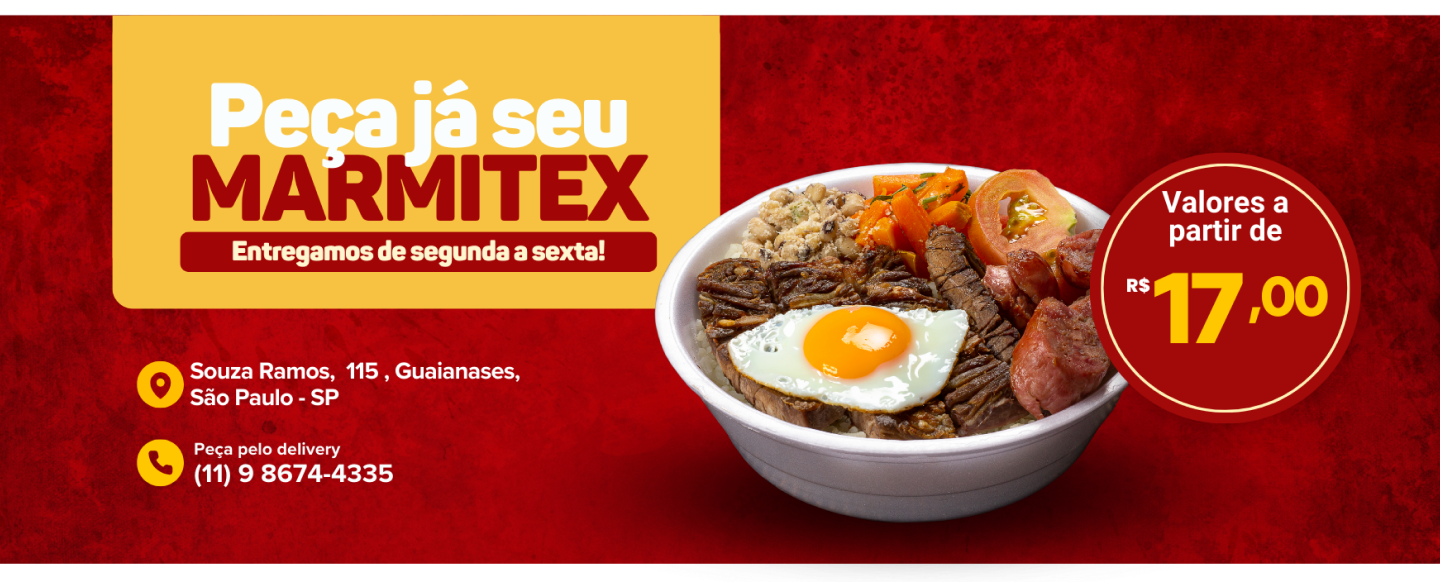 Peça já seu
MARMITEX
Entregamos de segunda a sexta!
Souza Ramos, 115 , Guaianases,
São Paulo - SP
Peça pelo delivery
(11) 9 8674-4335
Valores a
partir de
R$ 17,00